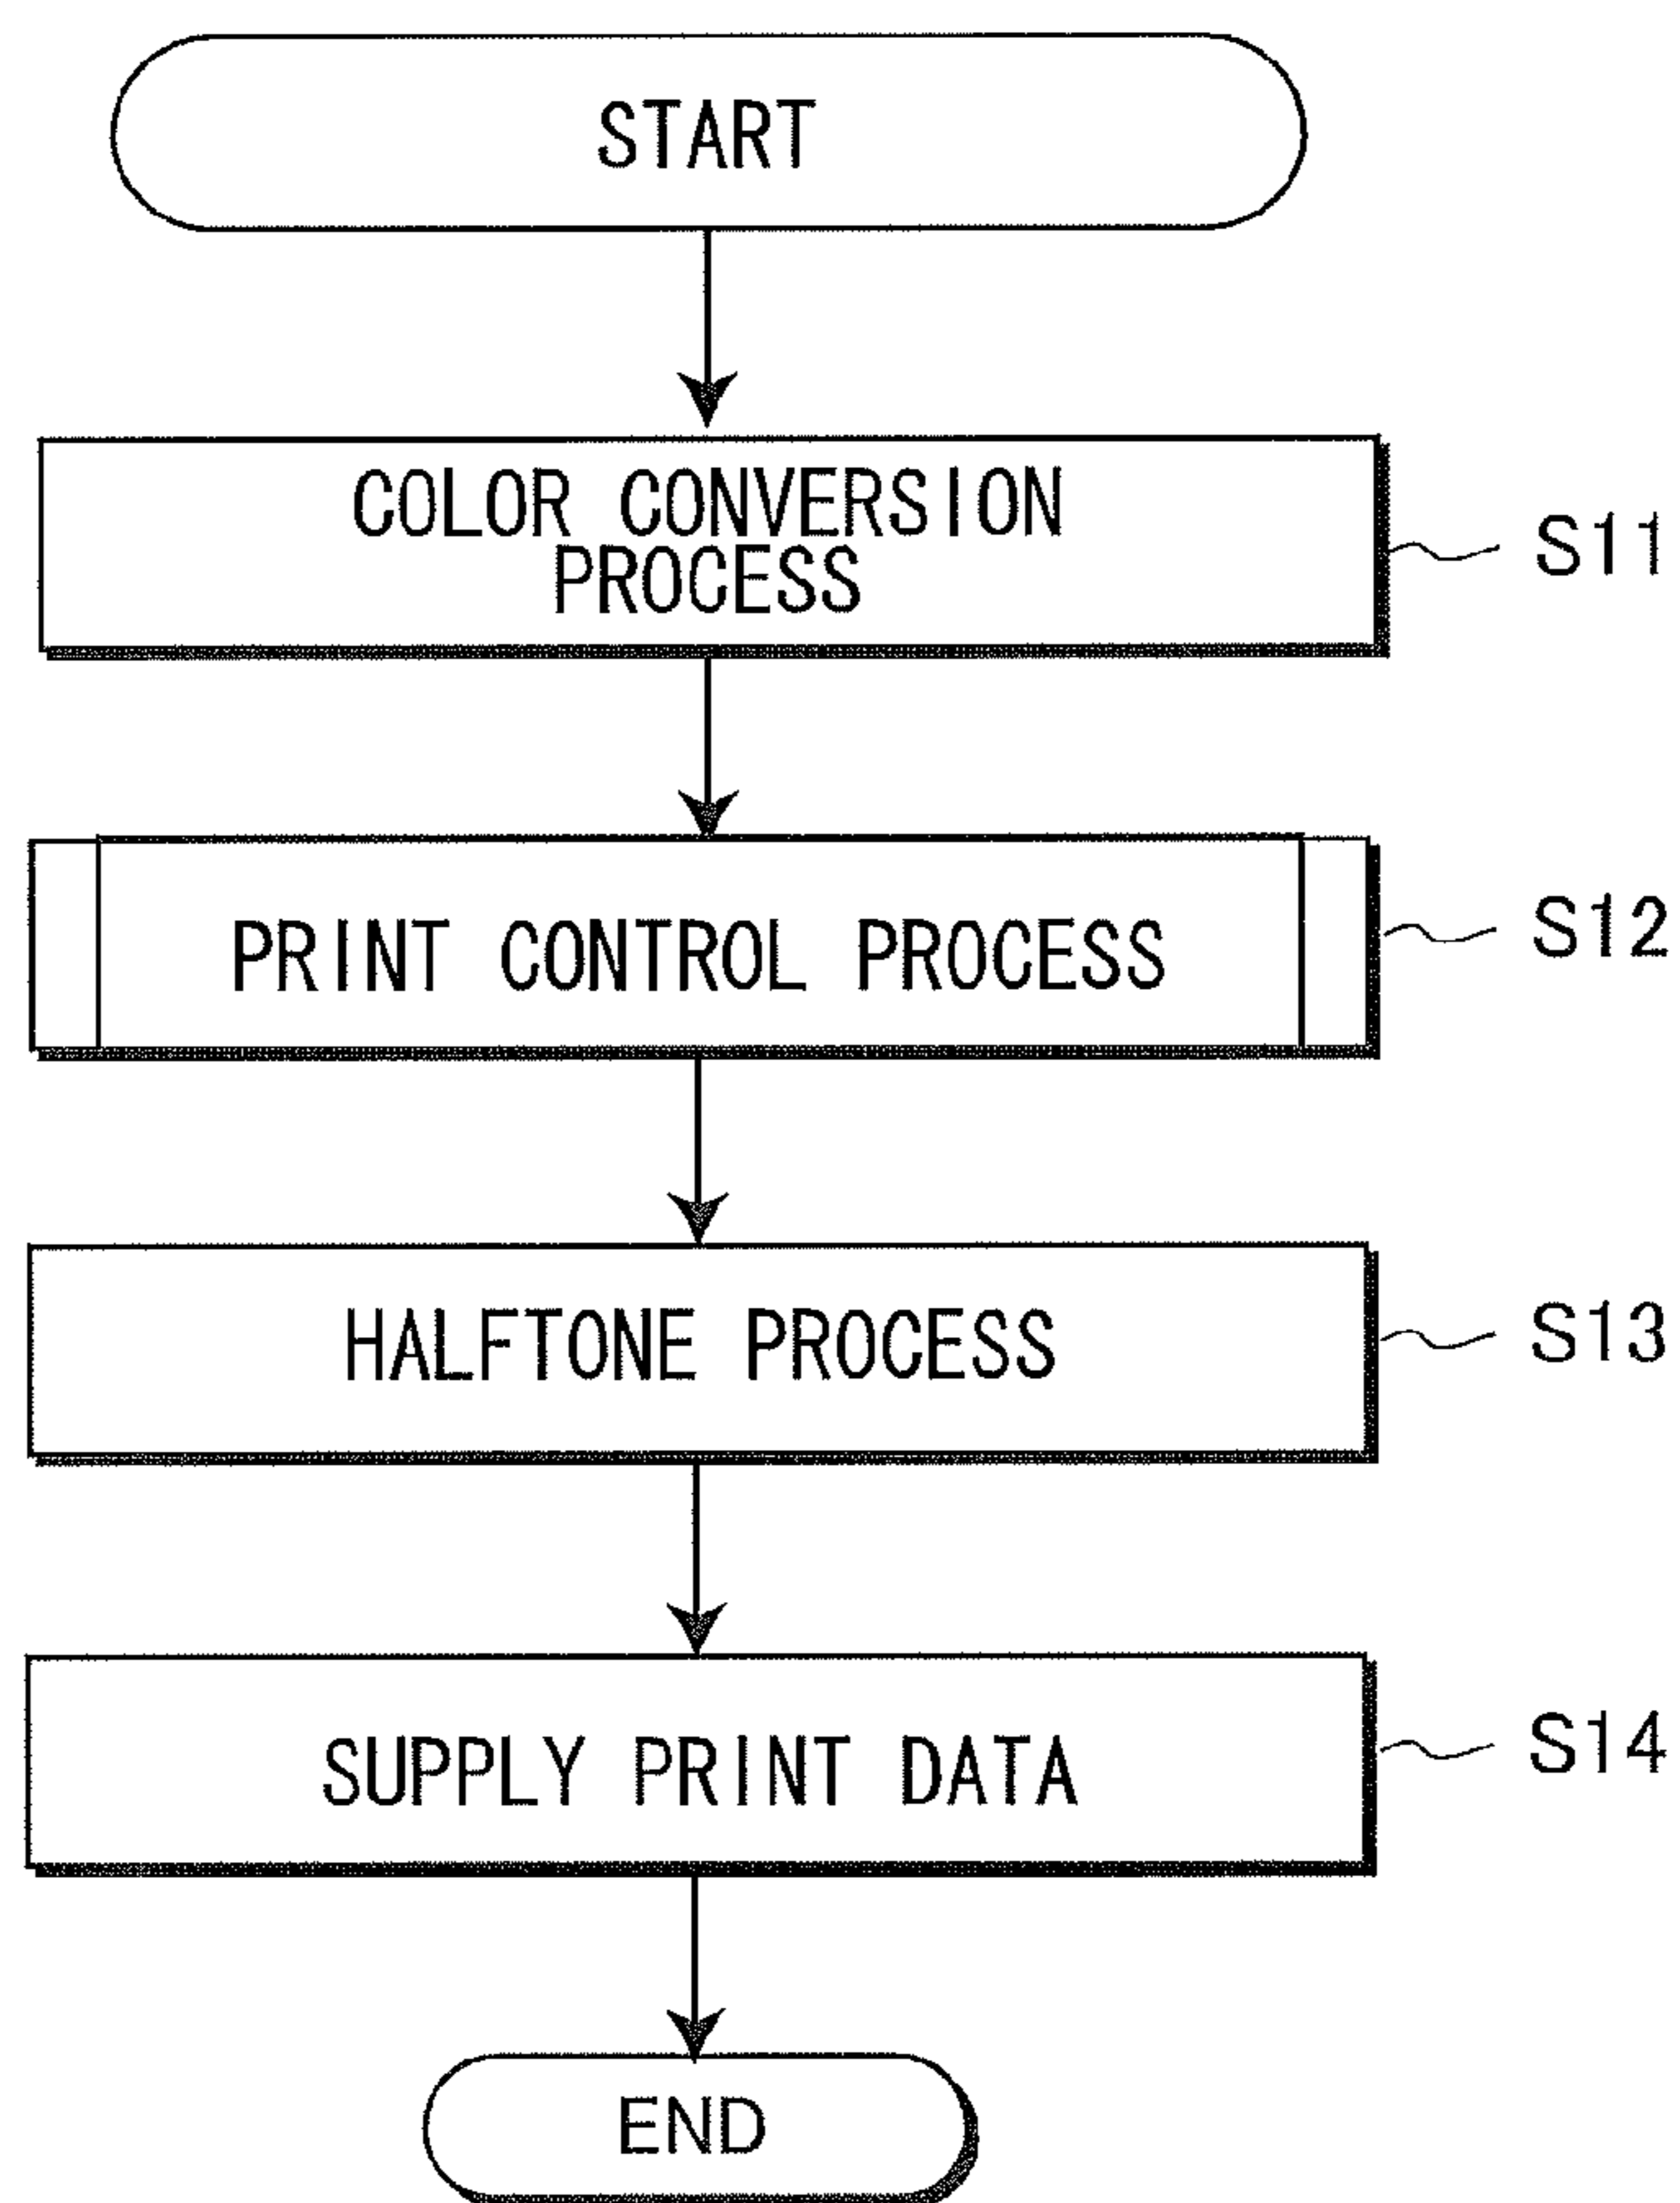 START
COLOR CONVERSION
PROCESS
S11
PRINT CONTROL PROCESS
S12
HALFTONE PROCESS
S13
SUPPLY PRINT DATA
S14
END